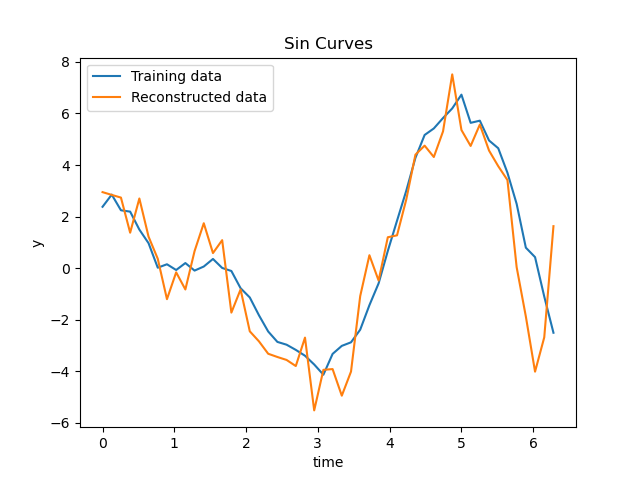 Sin Curves
Training data
Reconstructed data
8
6
4
2
0
−2
−4
−6
y
0 1 2 3 4 5 6
time